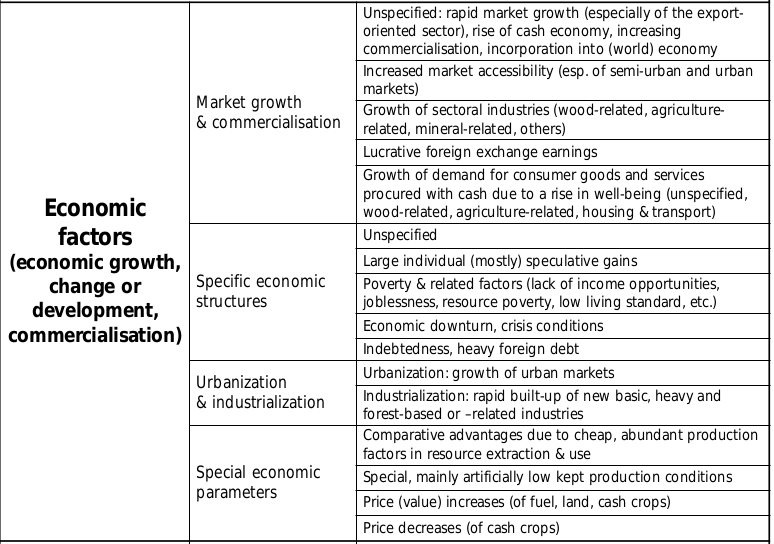 Economic
factors
(economic growth,
change or
development,
commercialisation)
Market growth
& commercialisation
Unspecified: rapid market growth (especially of the export-
oriented sector), rise of cash economy, increasing
commercialisation, incorporation into (world) economy
Increased market accessibility (esp. of semi-urban and urban
markets)
Growth of sectoral industries (wood-related, agriculture-
related, mineral-related, others)
Lucrative foreign exchange earnings
Growth of demand for consumer goods and services
procured with cash due to a rise in well-being (unspecified,
wood-related, agriculture-related, housing & transport)
Specific economic
structures
Unspecified
Large individual (mostly) speculative gains
Poverty & related factors (lack of income opportunities,
joblessness, resource poverty, low living standard, etc.)
Economic downturn, crisis conditions
Indebtedness, heavy foreign debt
Urbanization
& industrialization
Urbanization: growth of urban markets
Industrialization: rapid built-up of new basic, heavy and
forest-based or –related industries
Special economic
parameters
Comparative advantages due to cheap, abundant production
factors in resource extraction & use
Special, mainly artificially low kept production conditions
Price (value) increases (of fuel, land, cash crops)
Price decreases (of cash crops)